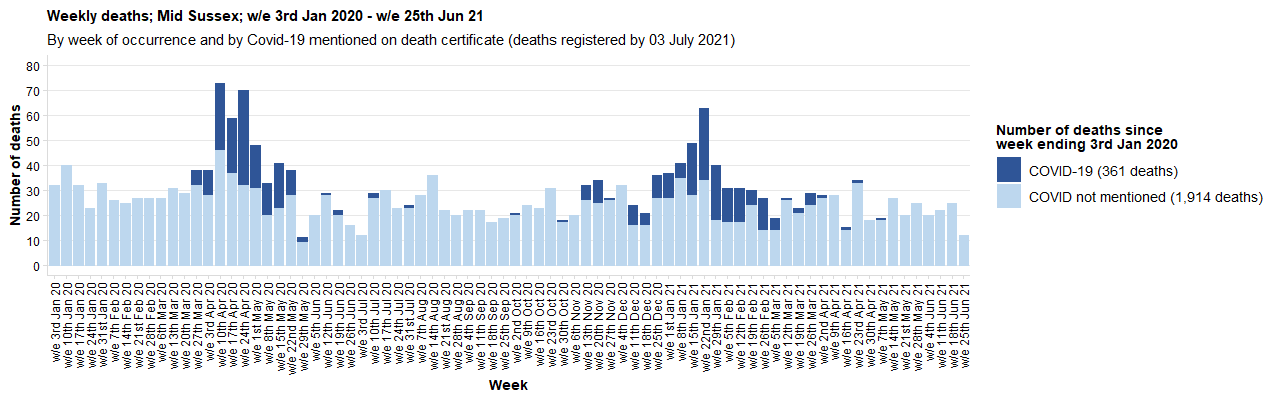 Weekly deaths; Mid Sussex; w/e 3rd Jan 2020 - w/e 25th Jun 21
By week of occurrence and by Covid-19 mentioned on death certificate (deaths registered by 03 July 2021)
80
70
60
50
40
30
20
10
0
Number of deaths
w/e 3rd Jan 20
w/e 10th Jan 20
w/e 17th Jan 20
w/e 24th Jan 20
w/e 31st Jan 20
w/e 7th Feb 20
w/e 14th Feb 20
w/e 21st Feb 20
w/e 28th Feb 20
w/e 6th Mar 20
w/e 13th Mar 20
w/e 20th Mar 20
w/e 27th Mar 20
w/e 3rd Apr 20
w/e 10th Apr 20
w/e 17th Apr 20
w/e 24th Apr 20
w/e 1st May 20
w/e 8th May 20
w/e 15th May 20
w/e 22nd May 20
w/e 29th May 20
w/e 5th Jun 20
w/e 12th Jun 20
w/e 19th Jun 20
w/e 26th Jun 20
w/e 3rd Jul 20
w/e 10th Jul 20
w/e 17th Jul 20
w/e 24th Jul 20
w/e 31st Jul 20
w/e 7th Aug 20
w/e 14th Aug 20
w/e 21st Aug 20
w/e 28th Aug 20
w/e 4th Sep 20
w/e 11th Sep 20
w/e 18th Sep 20
w/e 25th Sep 20
w/e 2nd Oct 20
w/e 9th Oct 20
w/e 16th Oct 20
w/e 23rd Oct 20
w/e 30th Oct 20
w/e 6th Nov 20
w/e 13th Nov 20
w/e 20th Nov 20
w/e 27th Nov 20
w/e 4th Dec 20
w/e 11th Dec 20
w/e 18th Dec 20
w/e 25th Dec 20
w/e 1st Jan 21
w/e 8th Jan 21
w/e 15th Jan 21
w/e 22nd Jan 21
w/e 29th Jan 21
w/e 5th Feb 21
w/e 12th Feb 21
w/e 19th Feb 21
w/e 26th Feb 21
w/e 5th Mar 21
w/e 12th Mar 21
w/e 19th Mar 21
w/e 26th Mar 21
w/e 2nd Apr 21
w/e 9th Apr 21
w/e 16th Apr 21
w/e 23rd Apr 21
w/e 30th Apr 21
w/e 7th May 21
w/e 14th May 21
w/e 21st May 21
w/e 28th May 21
w/e 4th Jun 21
w/e 11th Jun 21
w/e 18th Jun 21
w/e 25th Jun 21
Week
Number of deaths since
week ending 3rd Jan 2020
COVID-19 (361 deaths)
COVID not mentioned (1,914 deaths)